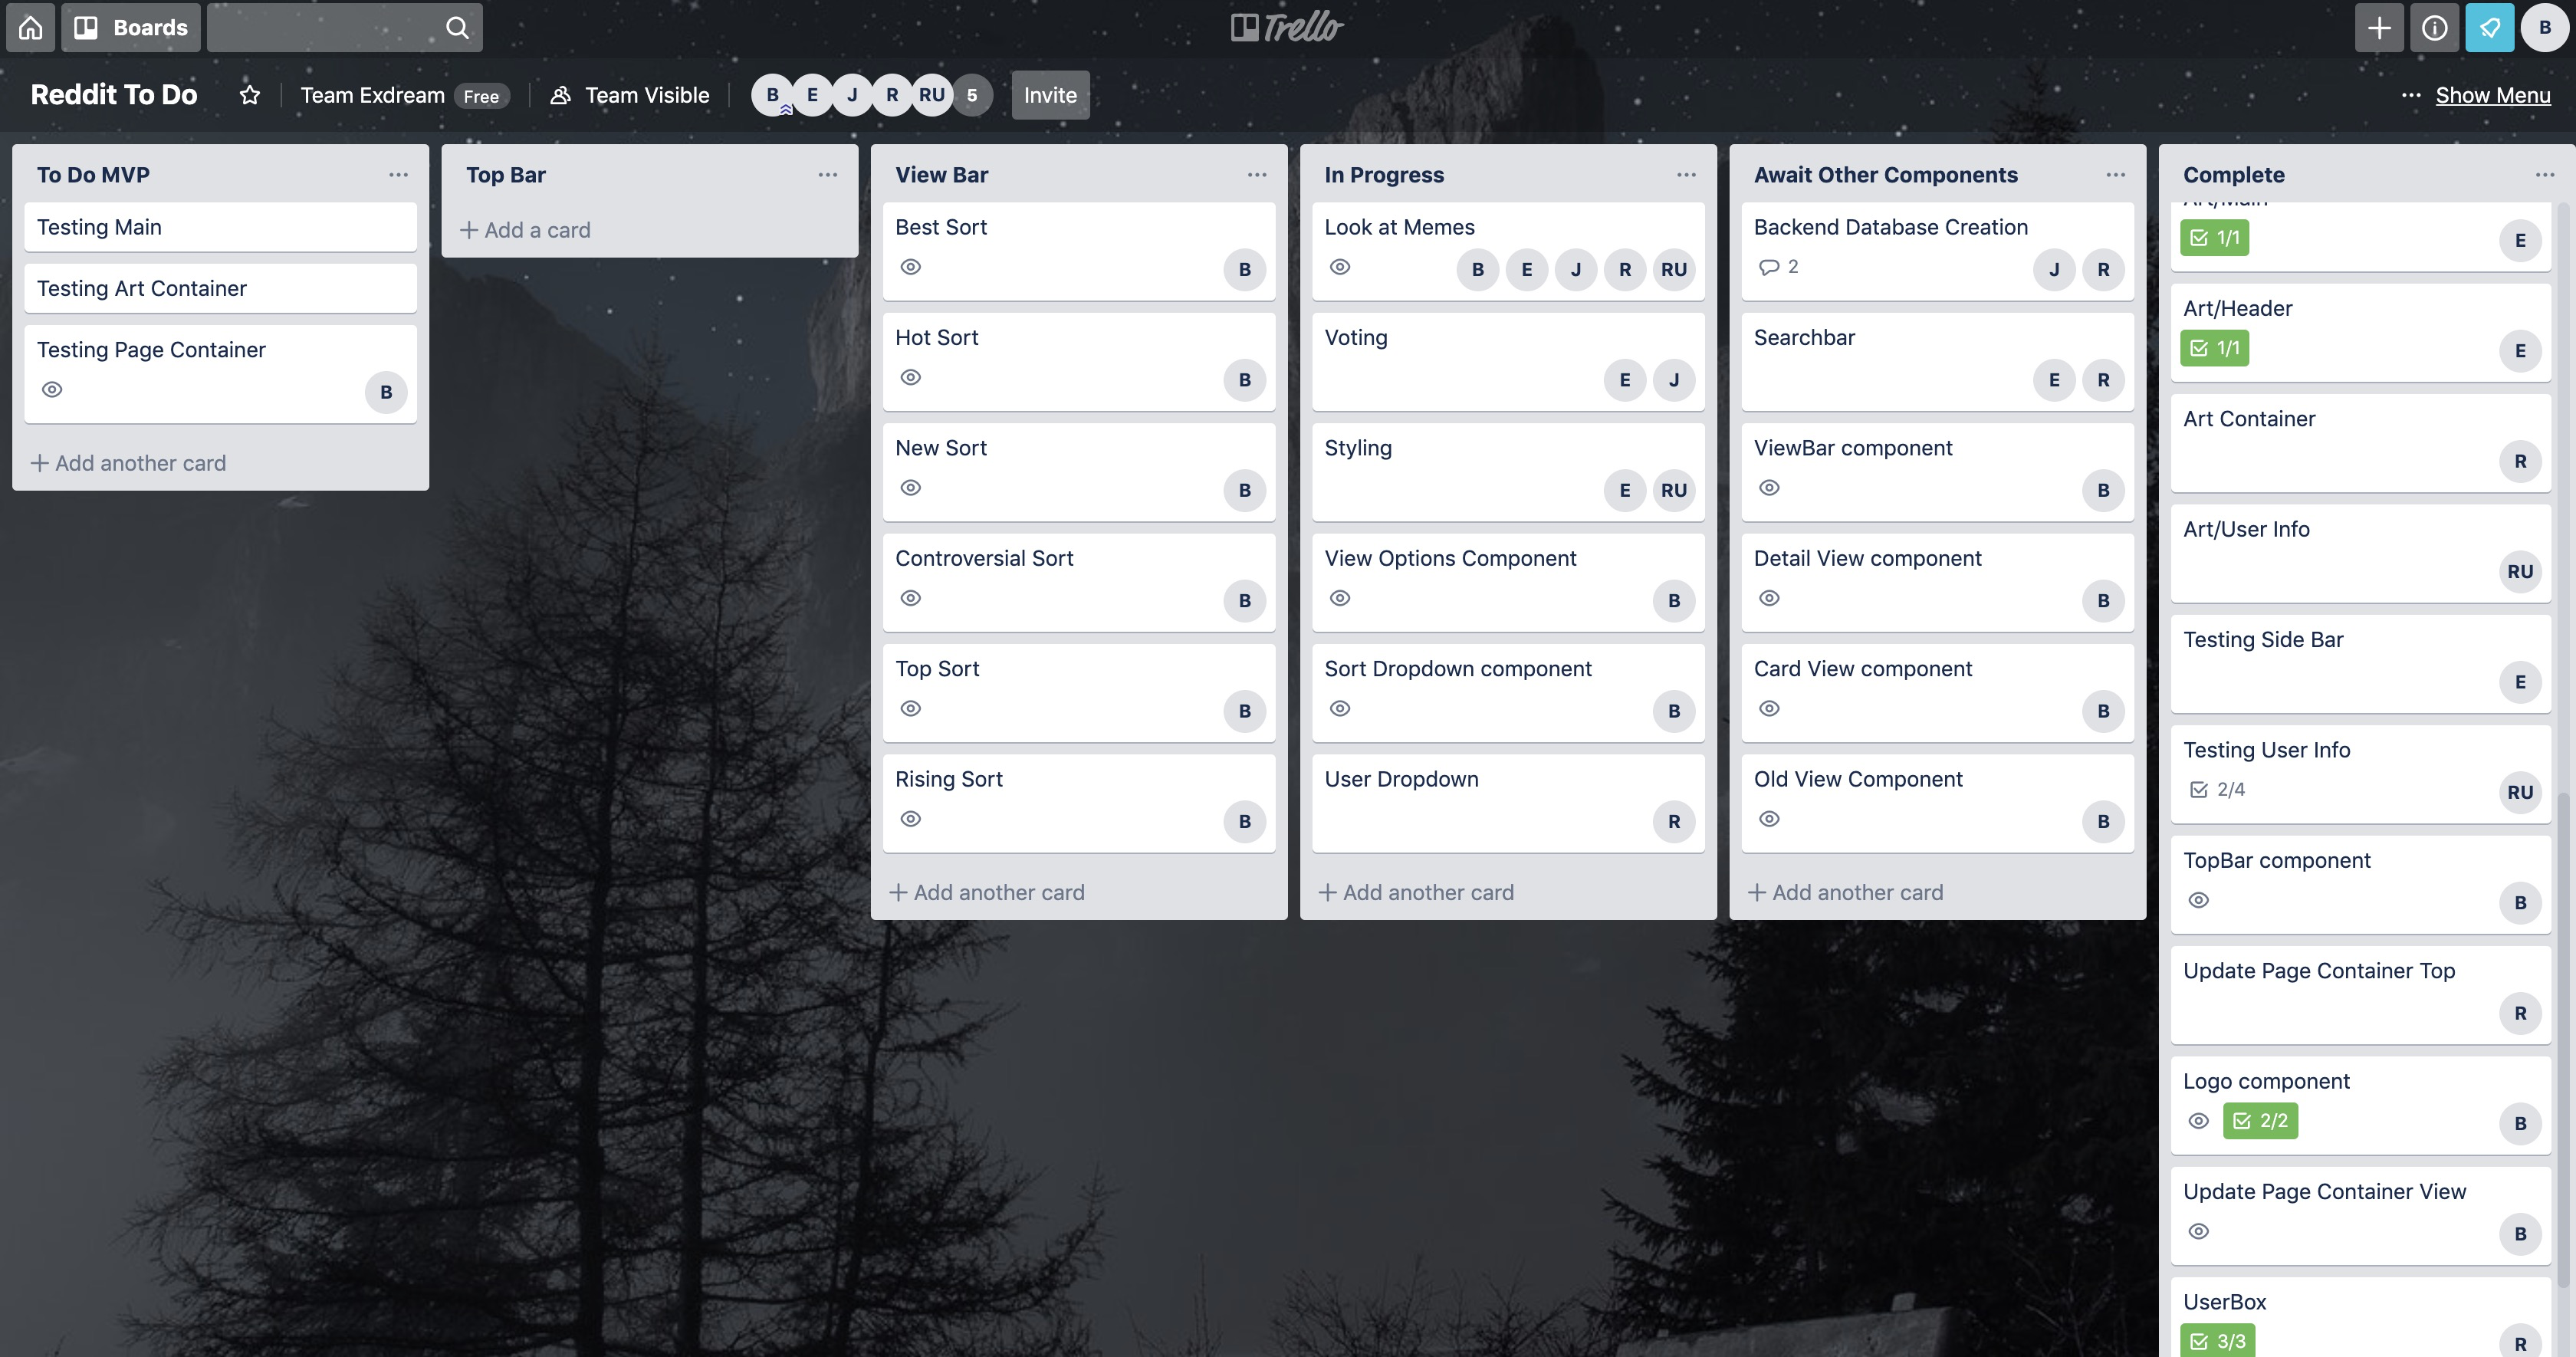 Boards
Trello
B
Reddit To Do
Team Exdream Free
Team Visible
B E J R RU 5
Invite
... Show Menu
To Do MVP ...
Testing Main
Testing Art Container
Testing Page Container
B
+ Add another card
Top Bar ...
+ Add a card
View Bar ...
Best Sort
B
Hot Sort
B
New Sort
B
Controversial Sort
B
Top Sort
B
Rising Sort
B
+ Add another card
In Progress ...
Look at Memes
B E J R RU
Voting
E J
Styling
E RU
View Options Component
B
Sort Dropdown component
B
User Dropdown
R
+ Add another card
Await Other Components ...
Backend Database Creation
2 J R
Searchbar
E R
ViewBar component
B
Detail View component
B
Card View component
B
Old View Component
B
+ Add another card
Complete ...
Art/Main
1/1 E
Art/Header
1/1 E
Art Container
R
Art/User Info
RU
Testing Side Bar
E
Testing User Info
2/4 RU
TopBar component
B
Update Page Container Top
R
Logo component
2/2 B
Update Page Container View
B
UserBox
3/3 R